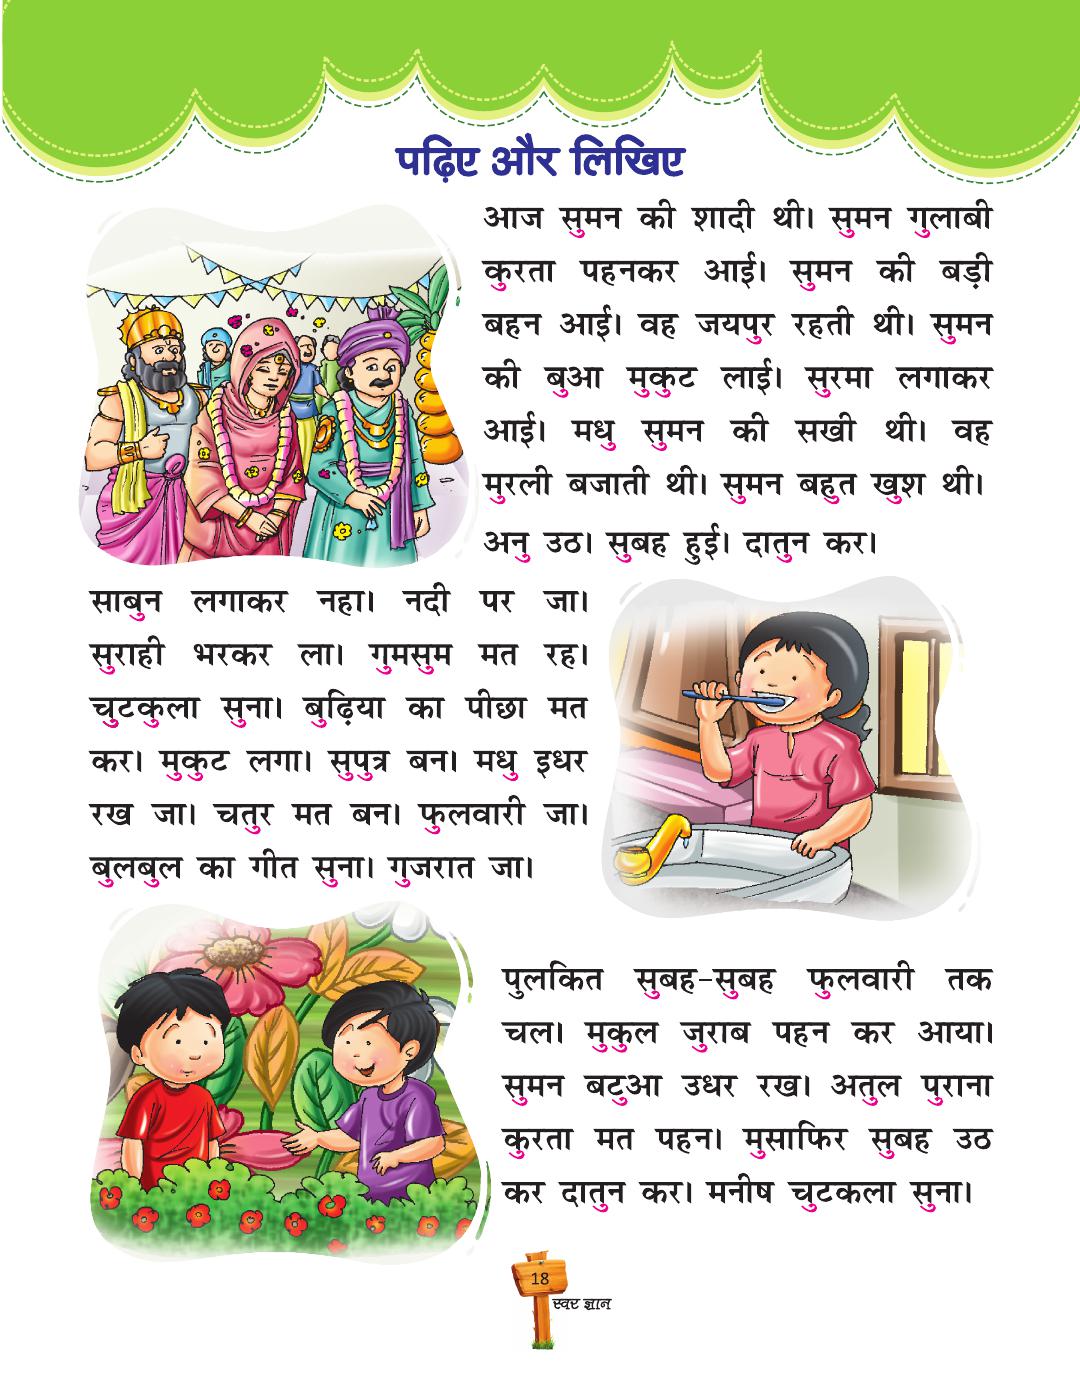 पढ़िए और लिखिए
आज सुमन की शादी थी। सुमन गुलाबी
कुरता पहनकर आई। सुमन की बड़ी
बहन आई। वह जयपुर रहती थी। सुमन
की बुआ मुकुट लाई। सुरमा लगाकर
आई। मधु सुमन की सखी थी। वह
मुरली बजाती थी। सुमन बहुत खुश थी।
अनु उठ। सुबह हुई। दातुन कर।
साबुन लगाकर नहा। नदी पर जा।
सुराही भरकर ला। गुमसुम मत रह।
चुटकुला सुना। बुढ़िया का पीछा मत
कर। मुकुट लगा। सुपुत्र बन। मधु इधर
रख जा। चतुर मत बन। फुलवारी जा।
बुलबुल का गीत सुना। गुजरात जा।
पुलकित सुबह-सुबह फुलवारी तक
चल। मुकुल जुराब पहन कर आया।
सुमन बटुआ उधर रख। अतुल पुराना
कुरता मत पहन। मुसाफिर सुबह उठ
कर दातुन कर। मनीष चुटकला सुना।
18
स्वर ज्ञान